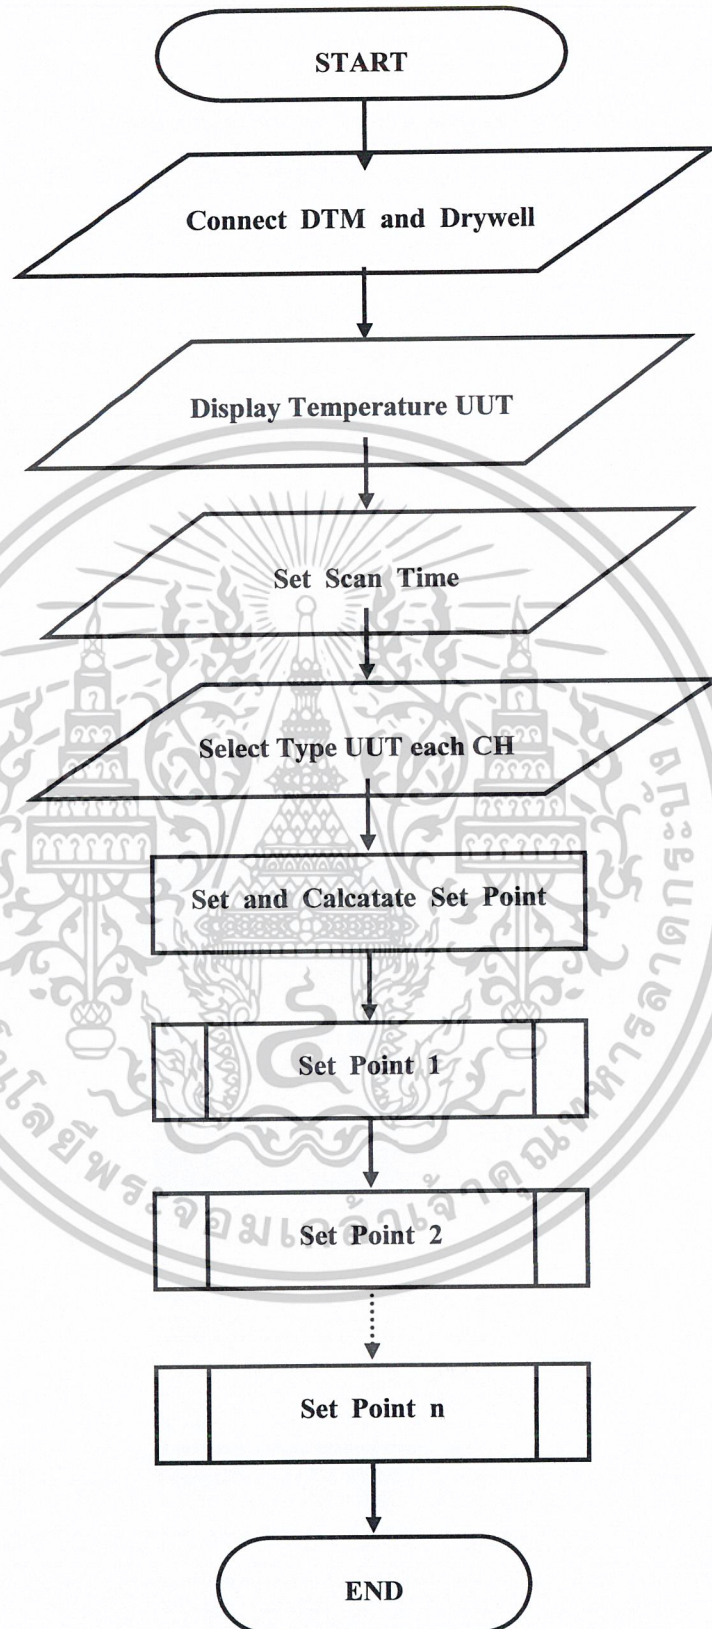 START
Connect DTM and Drywell
Display Temperature UUT
Set Scan Time
Select Type UUT each CH
Set and Calcatate Set Point
Set Point 1
Set Point 2
Set Point n
END